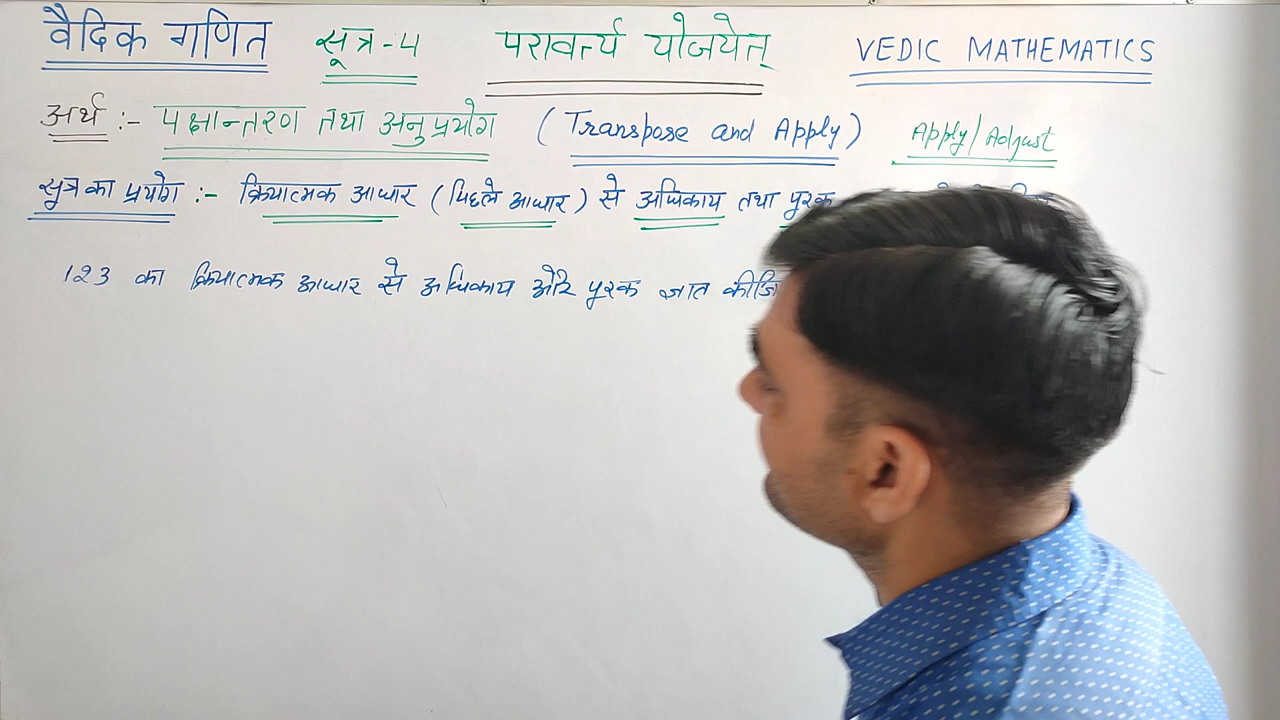 वैदिक गणित सूत्र-4 परावर्त्य योजयेत् VEDIC MATHEMATICS
अर्थ :- पक्षान्तरण तथा अनुप्रयोग (Transpose and Apply) Apply/Adjust
सूत्र का प्रयोग :- क्रियात्मक आधार (पिछले आधार) से अधिकाय तथा पूरक
123 का क्रियात्मक आधार से अधिकाय और पूरक ज्ञात